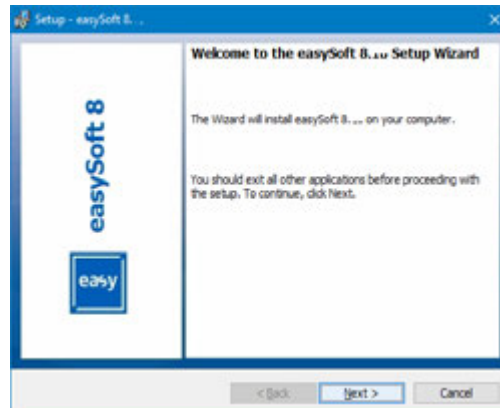 Setup - easySoft 8. . .
Welcome to the easySoft 8. Setup Wizard
The Wizard will install easySoft 8. ... on your computer.
You should exit all other applications before proceeding with
the setup. To continue, click Next.
easySoft 8
easy
< Back
Next >
Cancel